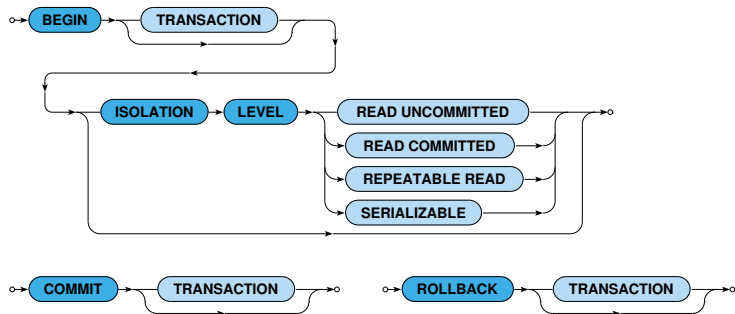 BEGIN TRANSACTION
ISOLATION LEVEL READ UNCOMMITTED
READ COMMITTED
REPEATABLE READ
SERIALIZABLE
COMMIT TRANSACTION ROLLBACK TRANSACTION